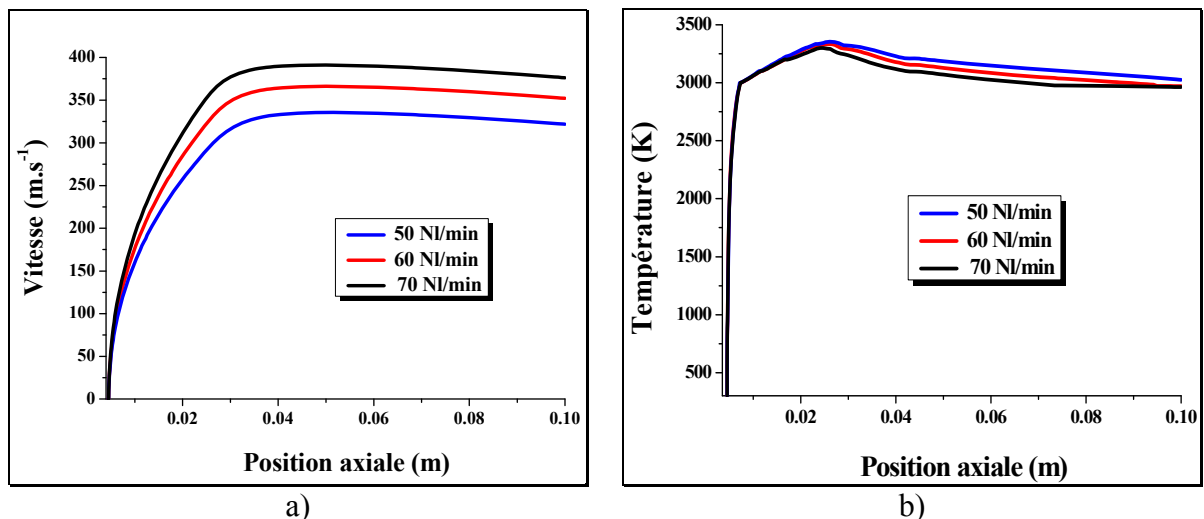 400
350
300
250
200
150
100
50
0
Vitesse (m.s⁻¹)
50 Nl/min
60 Nl/min
70 Nl/min
0.02
0.04
0.06
0.08
0.10
Position axiale (m)
a)
3500
3000
2500
2000
1500
1000
500
Température (K)
50 Nl/min
60 Nl/min
70 Nl/min
0.02
0.04
0.06
0.08
0.10
Position axiale (m)
b)